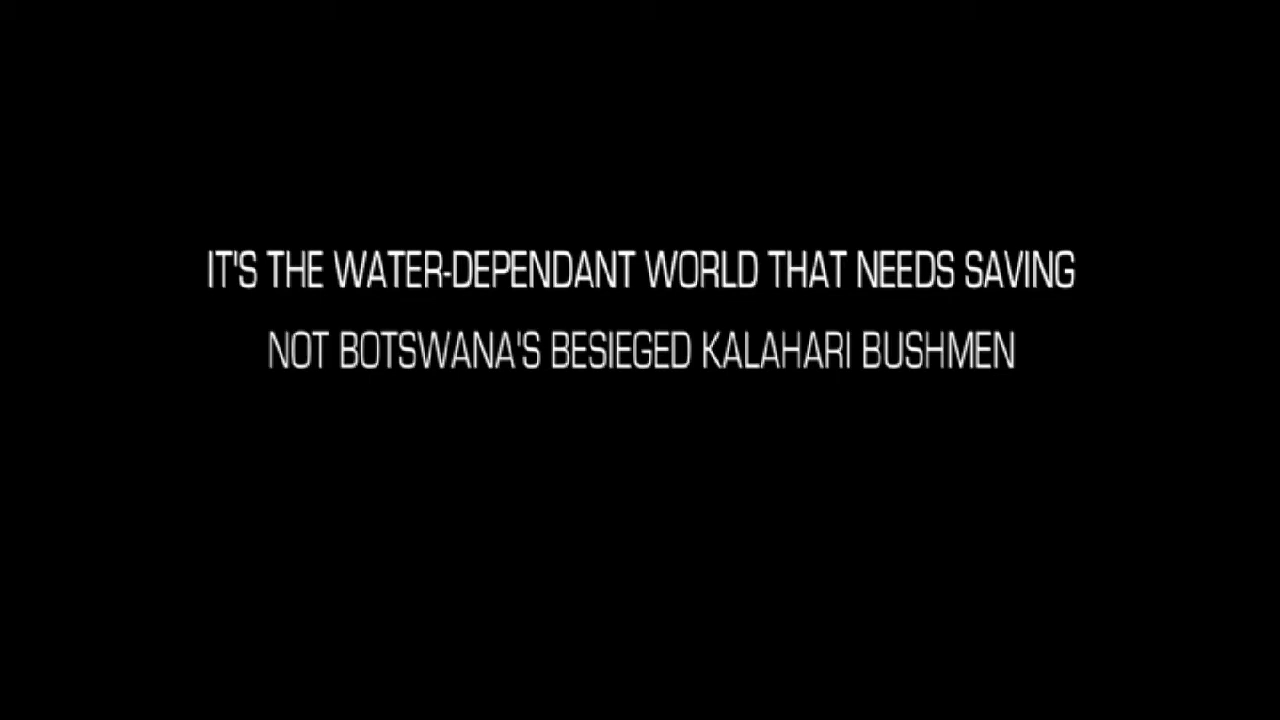 IT'S THE WATER-DEPENDANT WORLD THAT NEEDS SAVING
NOT BOTSWANA'S BESIEGED KALAHARI BUSHMEN